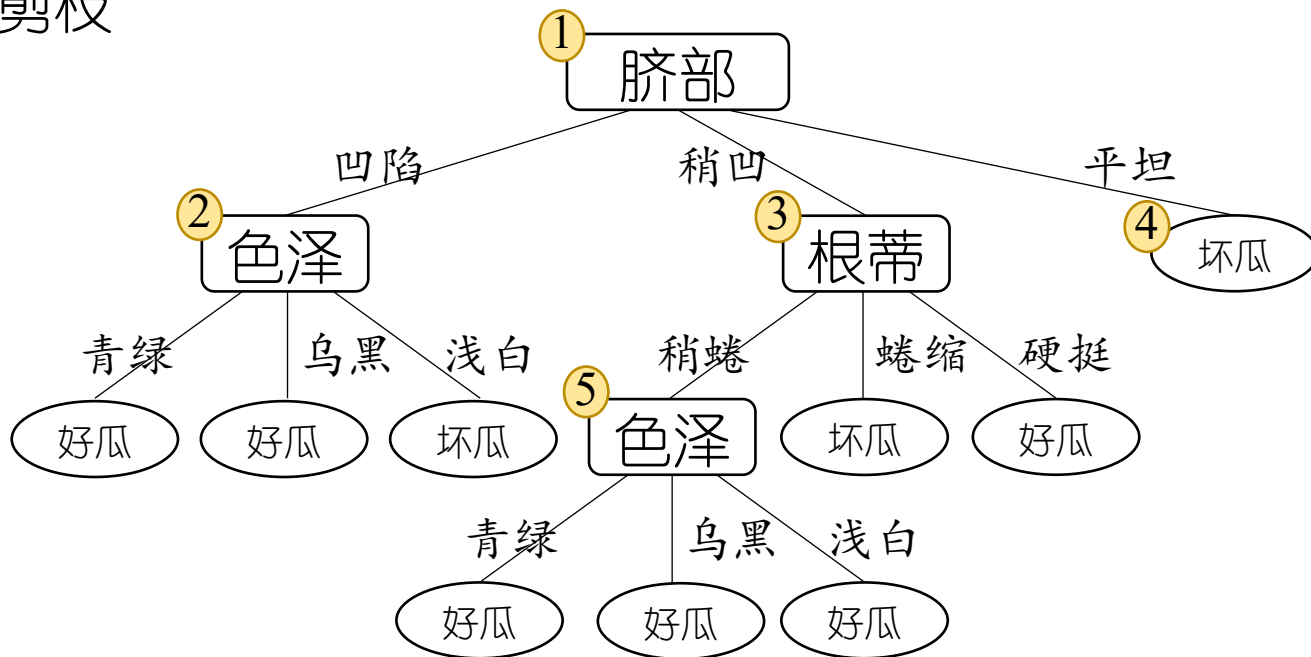 剪枝
1
脐部
凹陷 稍凹 平坦
2 3 4
色泽 根蒂 坏瓜
青绿 乌黑 浅白 稍蜷 蜷缩 硬挺
5
好瓜 好瓜 坏瓜 色泽 坏瓜 好瓜
青绿 乌黑 浅白
好瓜 好瓜 好瓜